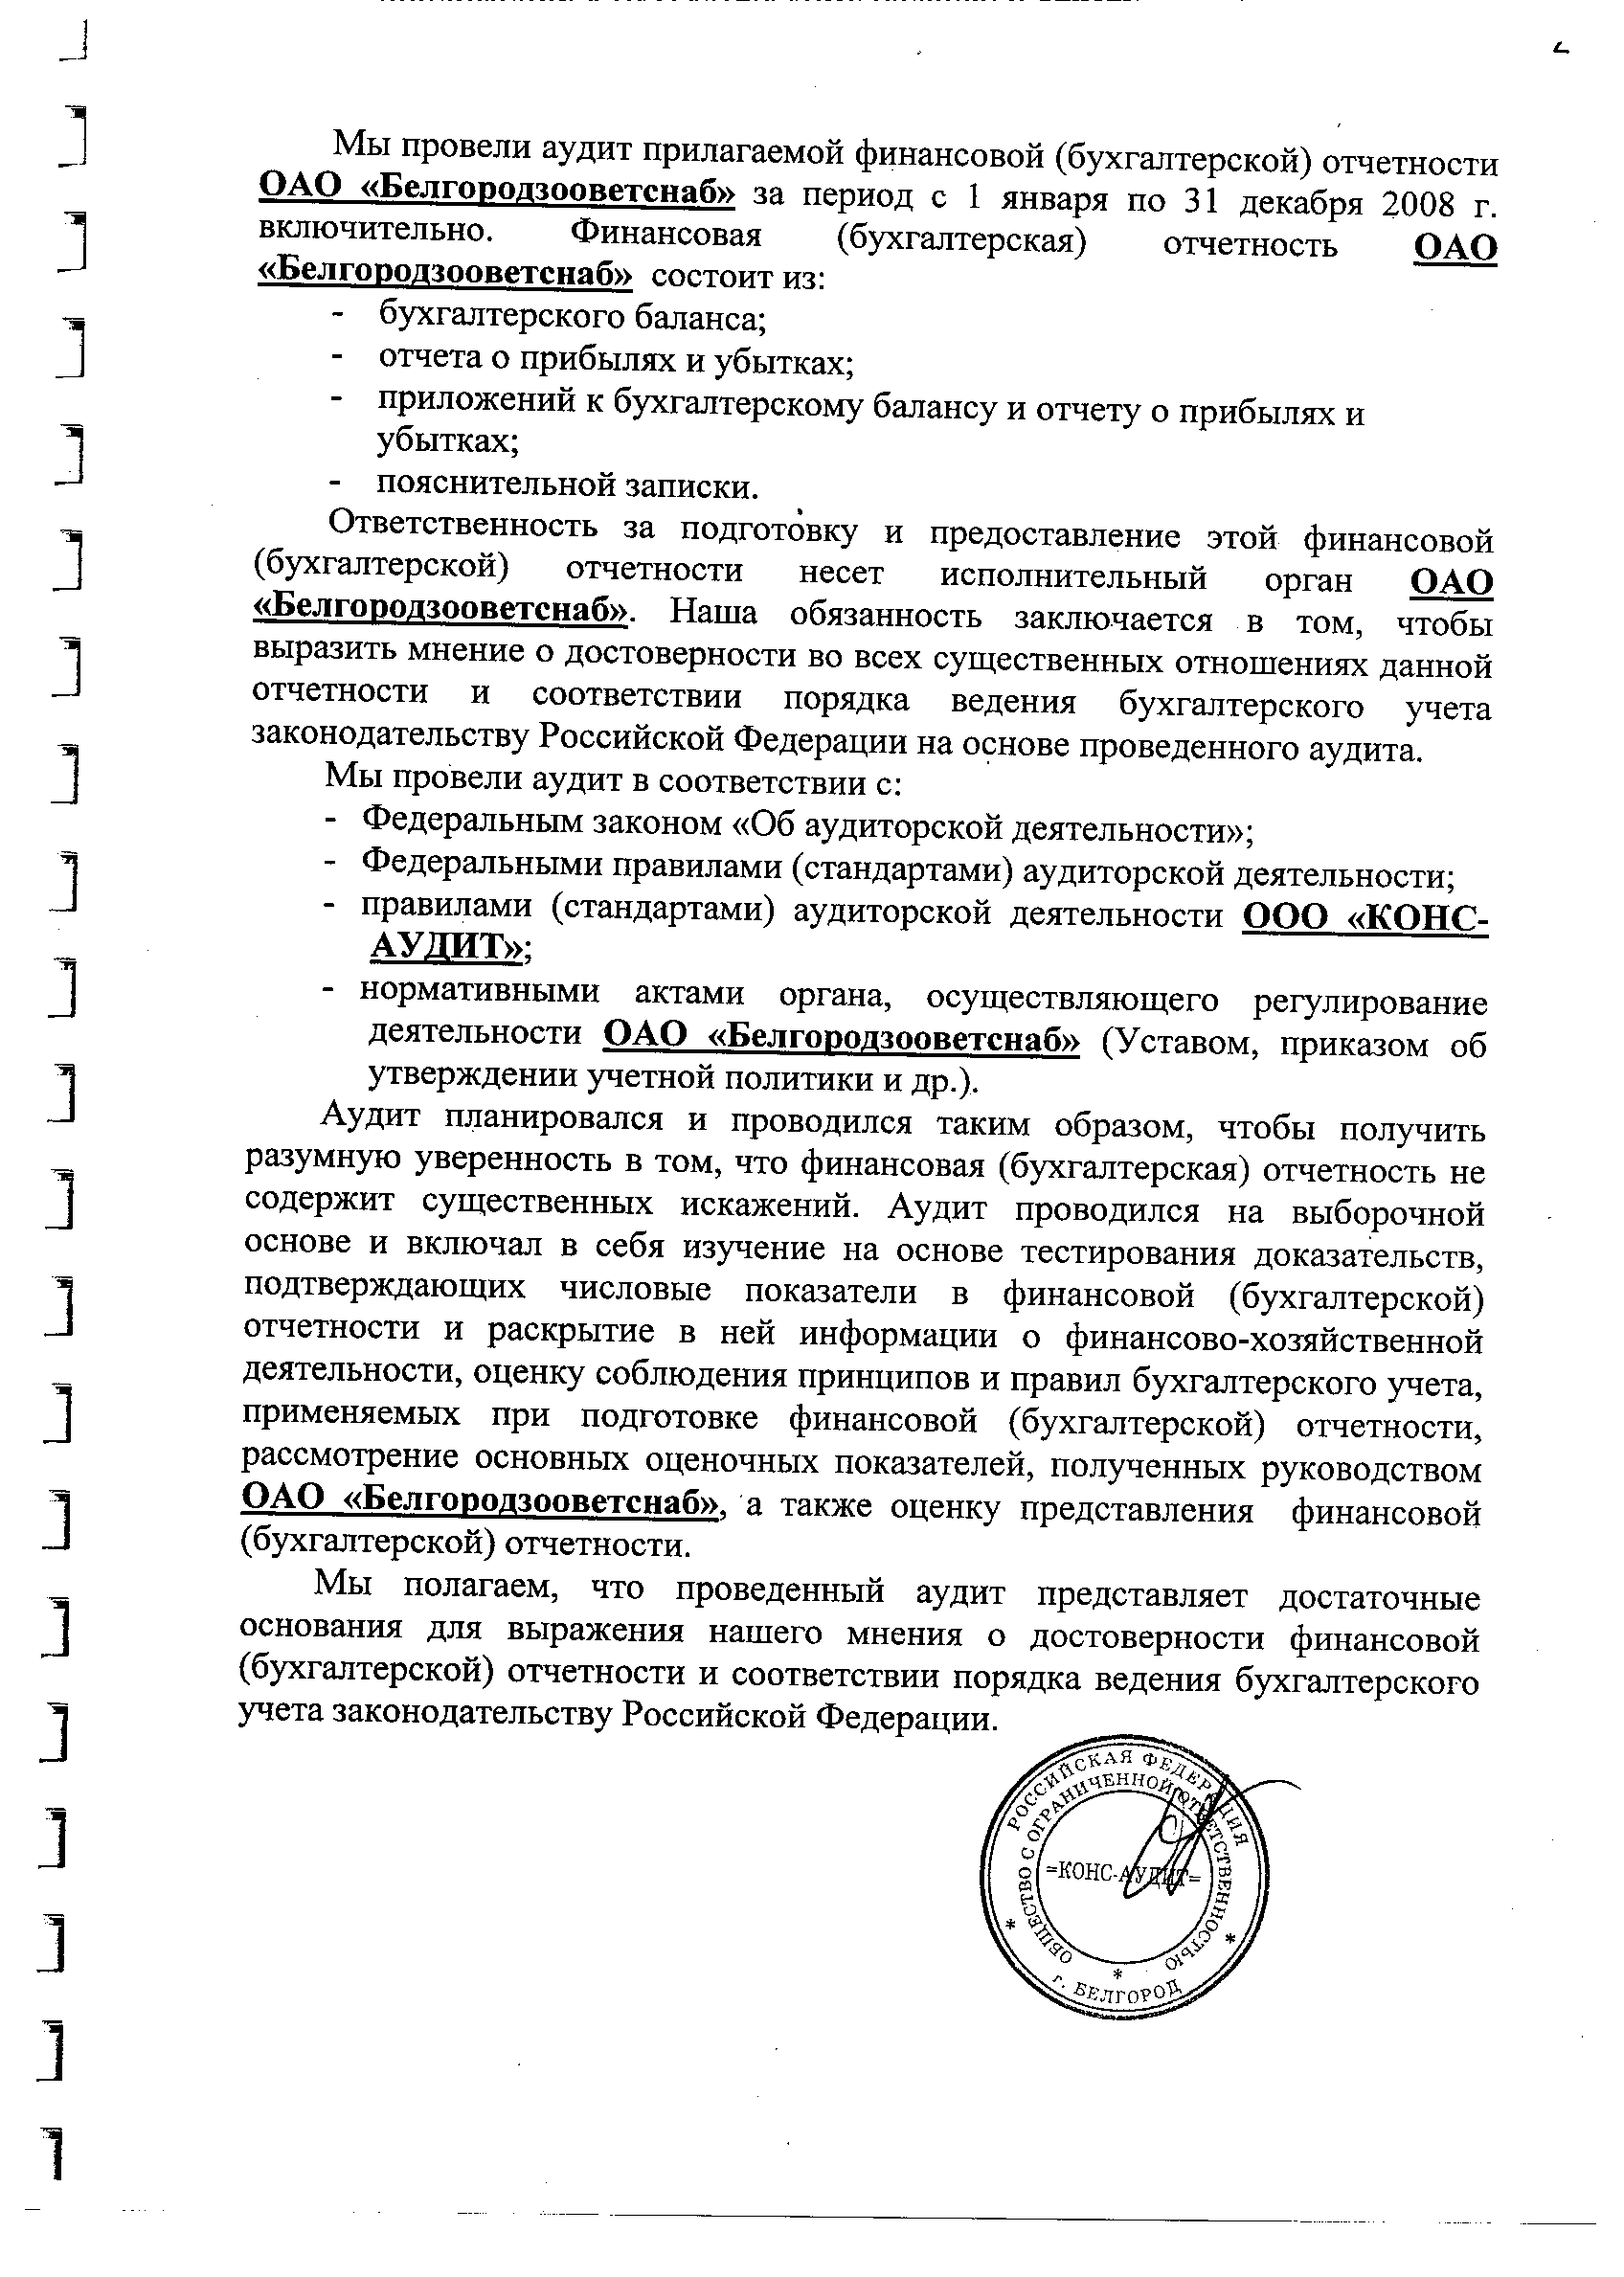 2
Мы провели аудит прилагаемой финансовой (бухгалтерской) отчетности
ОАО «Белгородзооветснаб» за период с 1 января по 31 декабря 2008 г.
включительно. Финансовая (бухгалтерская) отчетность ОАО
«Белгородзооветснаб» состоит из:
- бухгалтерского баланса;
- отчета о прибылях и убытках;
- приложений к бухгалтерскому балансу и отчету о прибылях и
убытках;
- пояснительной записки.
Ответственность за подготовку и предоставление этой финансовой
(бухгалтерской) отчетности несет исполнительный орган ОАО
«Белгородзооветснаб». Наша обязанность заключается в том, чтобы
выразить мнение о достоверности во всех существенных отношениях данной
отчетности и соответствии порядка ведения бухгалтерского учета
законодательству Российской Федерации на основе проведенного аудита.
Мы провели аудит в соответствии с:
- Федеральным законом «Об аудиторской деятельности»;
- Федеральными правилами (стандартами) аудиторской деятельности;
- правилами (стандартами) аудиторской деятельности ООО «КОНС-
АУДИТ»;
- нормативными актами органа, осуществляющего регулирование
деятельности ОАО «Белгородзооветснаб» (Уставом, приказом об
утверждении учетной политики и др.).
Аудит планировался и проводился таким образом, чтобы получить
разумную уверенность в том, что финансовая (бухгалтерская) отчетность не
содержит существенных искажений. Аудит проводился на выборочной
основе и включал в себя изучение на основе тестирования доказательств,
подтверждающих числовые показатели в финансовой (бухгалтерской)
отчетности и раскрытие в ней информации о финансово-хозяйственной
деятельности, оценку соблюдения принципов и правил бухгалтерского учета,
применяемых при подготовке финансовой (бухгалтерской) отчетности,
рассмотрение основных оценочных показателей, полученных руководством
ОАО «Белгородзооветснаб», а также оценку представления финансовой
(бухгалтерской) отчетности.
Мы полагаем, что проведенный аудит представляет достаточные
основания для выражения нашего мнения о достоверности финансовой
(бухгалтерской) отчетности и соответствии порядка ведения бухгалтерского
учета законодательству Российской Федерации.
РОССИЙСКАЯ ФЕДЕРАЦИЯ
ОБЩЕСТВО С ОГРАНИЧЕННОЙ ОТВЕТСТВЕННОСТЬЮ
=КОНС-АУДИТ=
* * *
г. БЕЛГОРОД